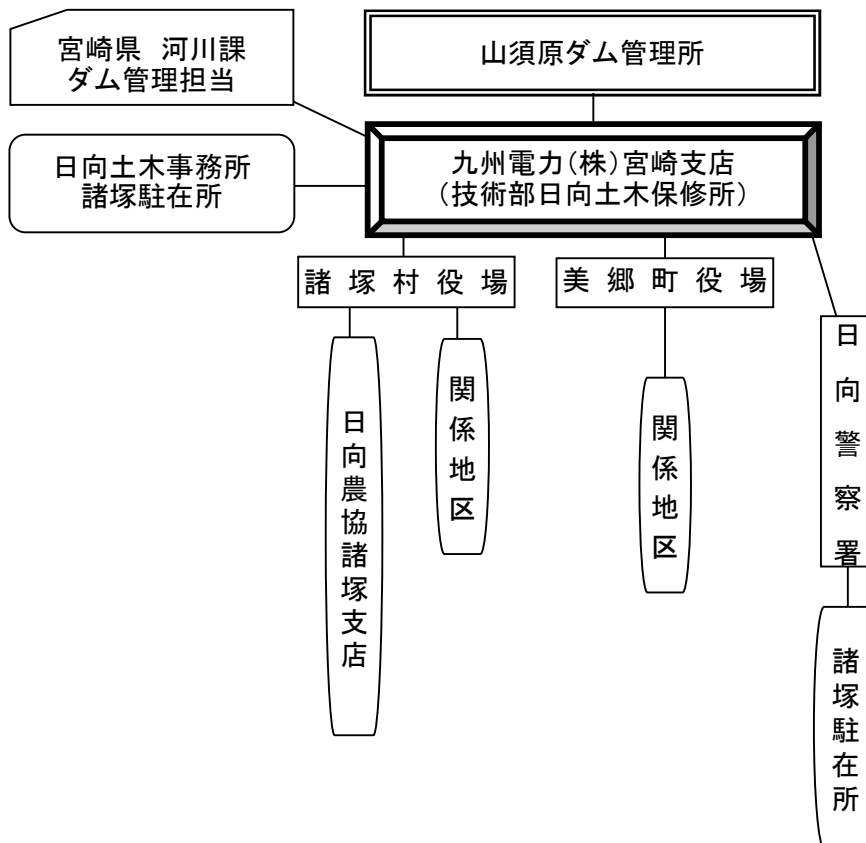 宮崎県 河川課
ダム管理担当
山須原ダム管理所
日向土木事務所
諸塚駐在所
九州電力(株)宮崎支店
(技術部日向土木保修所)
諸塚村役場
美郷町役場
日向警察署
日向農協諸塚支店
関係地区
関係地区
諸塚駐在所